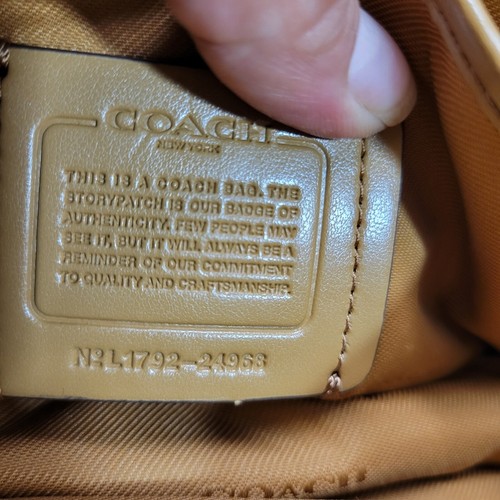 COACH
NEW YORK
THIS IS A COACH BAG. THE
STORYPATCH IS OUR BADGE OF
AUTHENTICITY. FEW PEOPLE MAY
SEE IT, BUT IT WILL ALWAYS BE A
REMINDER OF OUR COMMITMENT
TO QUALITY AND CRAFTSMANSHIP.
Nº L1792-24968
COACH